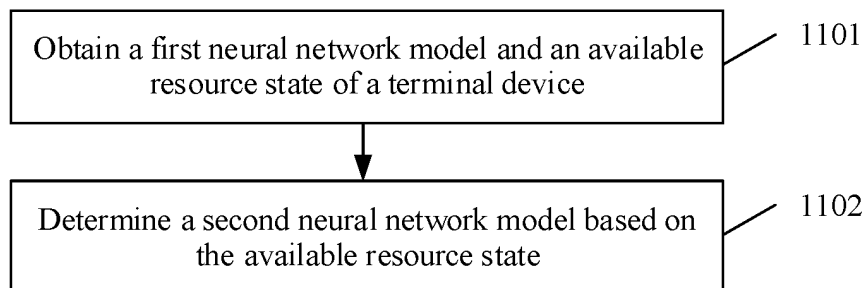 Obtain a first neural network model and an available
resource state of a terminal device
1101
Determine a second neural network model based on
the available resource state
1102